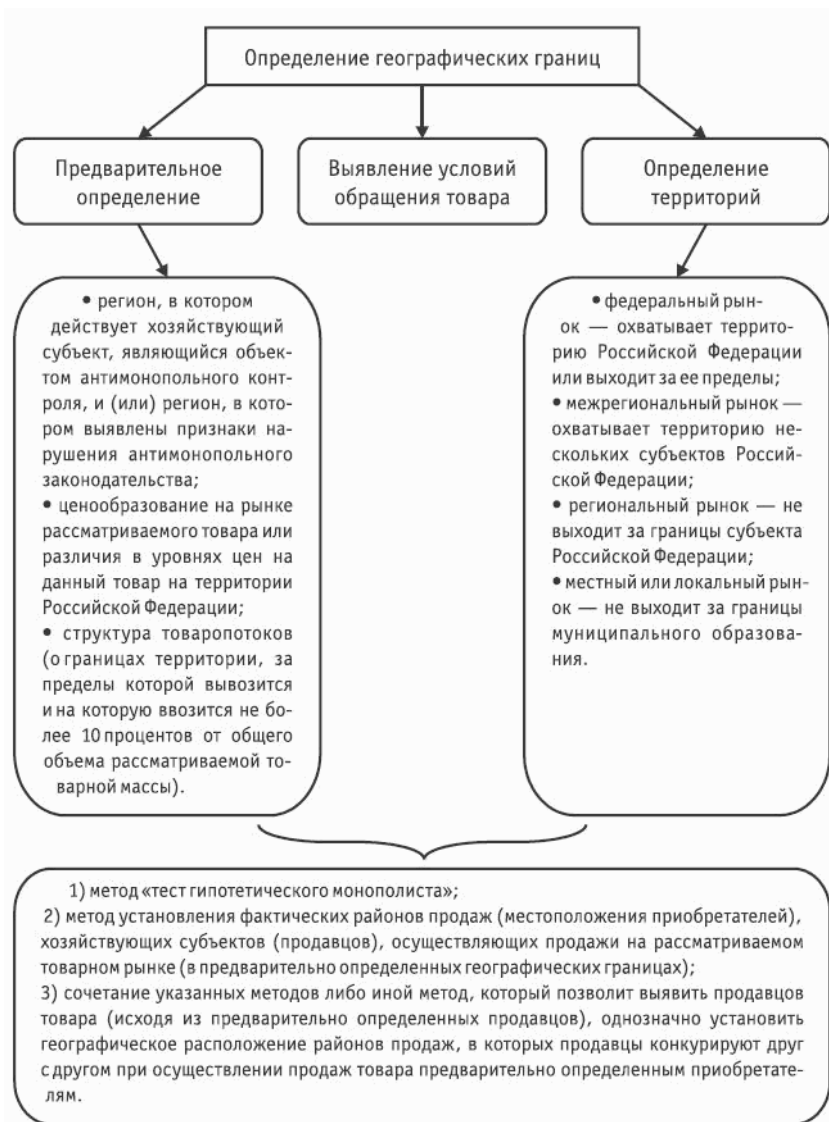 Определение географических границ
Предварительное
определение
Выявление условий
обращения товара
Определение
территорий
• регион, в котором
действует хозяйствующий
субъект, являющийся объек-
том антимонопольного конт-
роля, и (или) регион, в кото-
ром выявлены признаки на-
рушения антимонопольного
законодательства;
• ценообразование на рынке
рассматриваемого товара или
различия в уровнях цен на
данный товар на территории
Российской Федерации;
• структура товаропотоков
(о границах территории, за
пределы которой вывозится
и на которую ввозится не бо-
лее 10 процентов от общего
объема рассматриваемой то-
варной массы).
• федеральный рын-
ок — охватывает террито-
рию Российской Федерации
или выходит за ее пределы;
• межрегиональный рынок —
охватывает территорию не-
скольких субъектов Россий-
ской Федерации;
• региональный рынок — не
выходит за границы субъекта
Российской Федерации;
• местный или локальный рын-
ок — не выходит за границы
муниципального образова-
ния.
1) метод «тест гипотетического монополиста»;
2) метод установления фактических районов продаж (местоположения приобретателей),
хозяйствующих субъектов (продавцов), осуществляющих продажи на рассматриваемом
товарном рынке (в предварительно определенных географических границах);
3) сочетание указанных методов либо иной метод, который позволит выявить продавцов
товара (исходя из предварительно определенных продавцов), однозначно установить
географическое расположение районов продаж, в которых продавцы конкурируют друг
с другом при осуществлении продаж товара предварительно определенным приобретате-
лям.